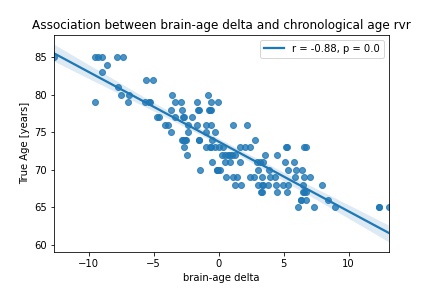 Association between brain-age delta and chronological age rvr
r = -0.88, p = 0.0
True Age [years]
85
80
75
70
65
60
−10
−5
0
5
10
brain-age delta